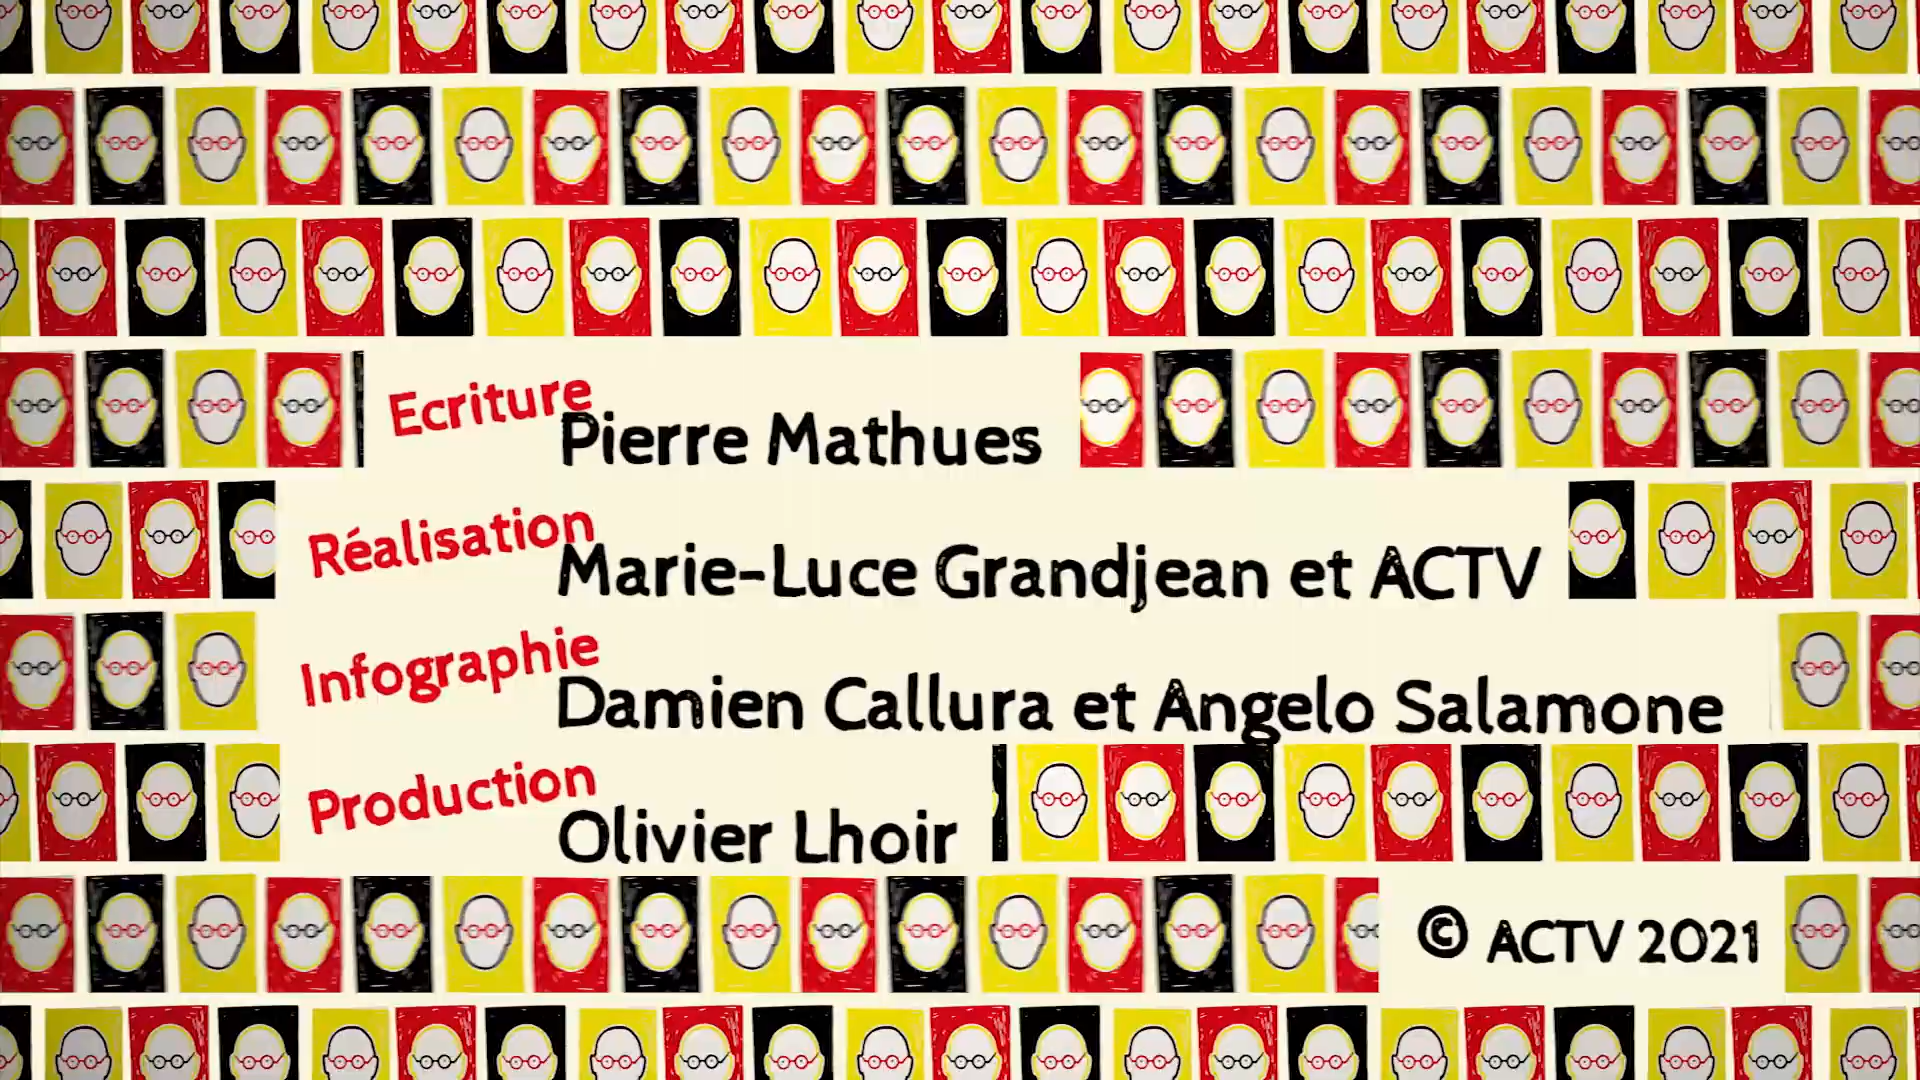 Ecriture
Pierre Mathues
Réalisation
Marie-Luce Grandjean et ACTV
Infographie
Damien Callura et Angelo Salamone
Production
Olivier Lhoir
© ACTV 2021